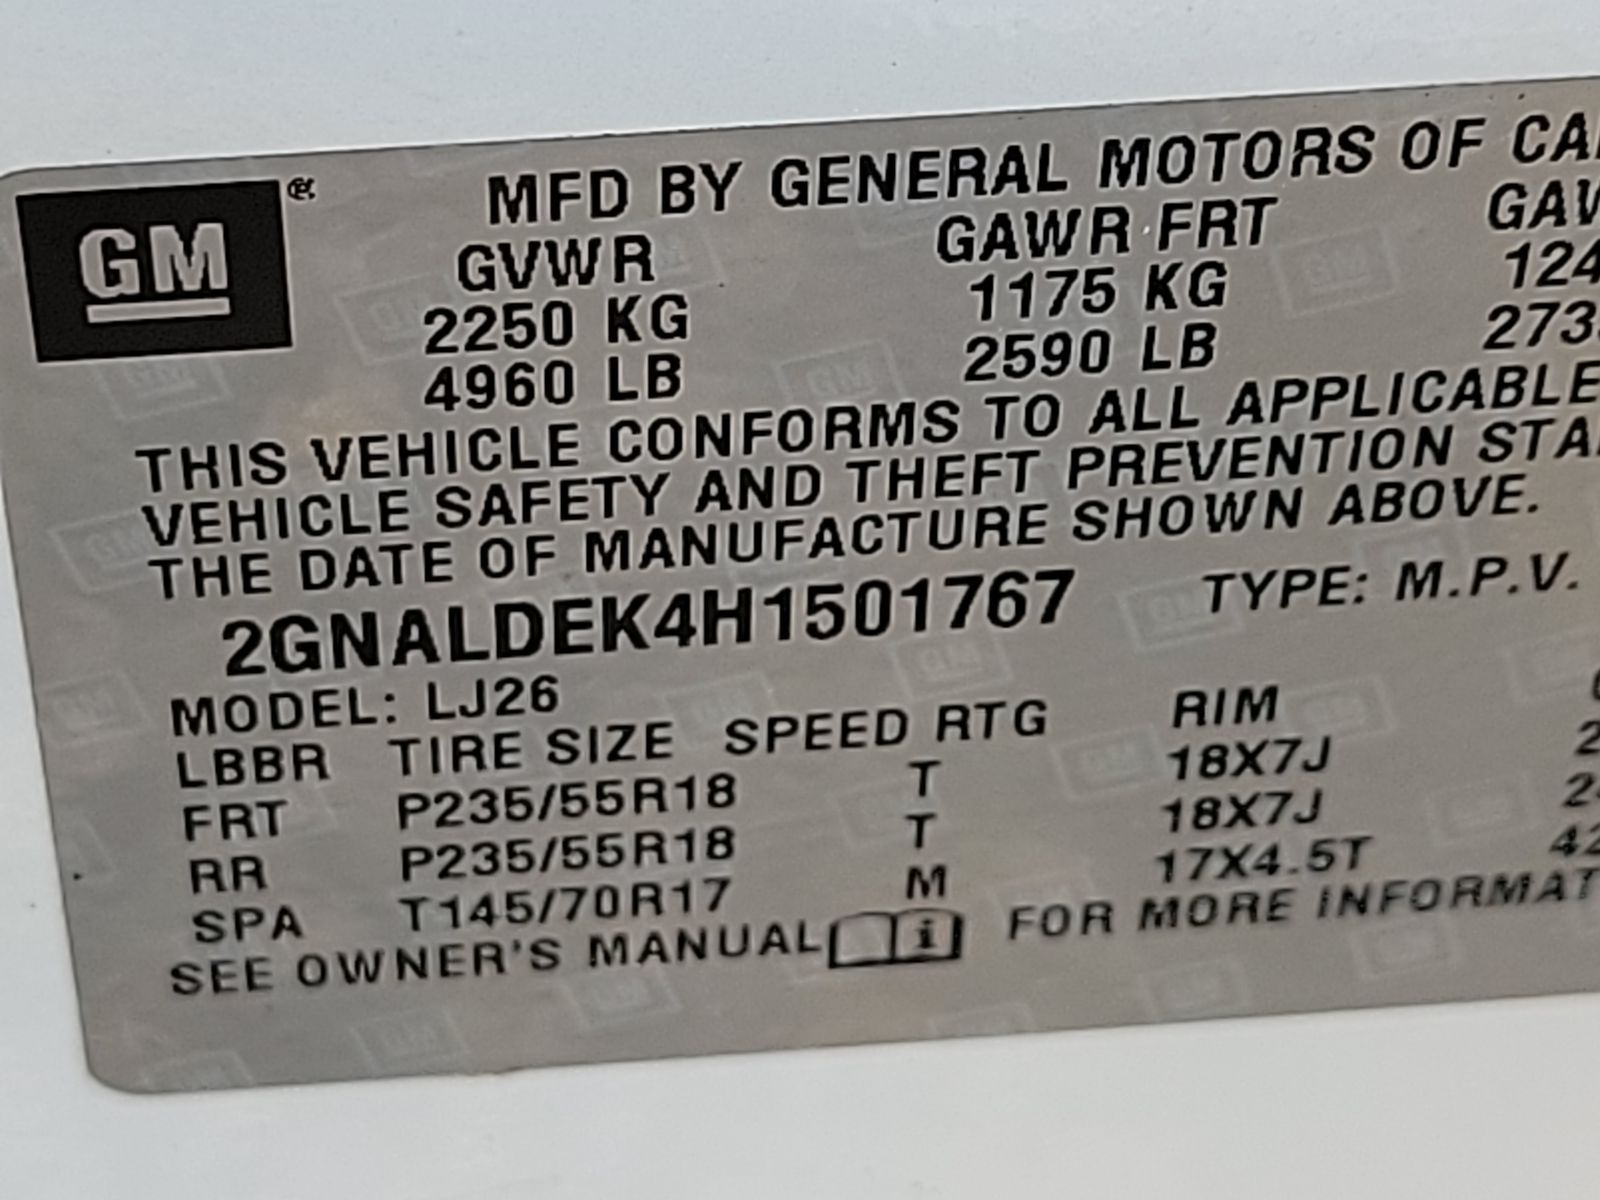 GM
MFD BY GENERAL MOTORS OF
GVWR GAWR FRT
2250 KG 1175 KG
4960 LB 2590 LB
THIS VEHICLE CONFORMS TO ALL APPLICABLE
VEHICLE SAFETY AND THEFT PREVENTION
THE DATE OF MANUFACTURE SHOWN ABOVE.
2GNALDEK4H1501767 TYPE: M.P.V.
MODEL: LJ26
LBBR TIRE SIZE SPEED RTG RIM
FRT P235/55R18 T 18X7J
RR P235/55R18 T 18X7J
SPA T145/70R17 M 17X4.5T
SEE OWNER'S MANUAL i FOR MORE